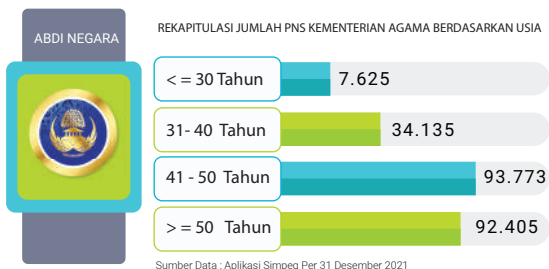 ABDI NEGARA
REKAPITULASI JUMLAH PNS KEMENTERIAN AGAMA BERDASARKAN USIA
< = 30 Tahun 7.625
31- 40 Tahun 34.135
41 - 50 Tahun 93.773
> = 50 Tahun 92.405
Sumber Data : Aplikasi Simpeg Per 31 Desember 2021